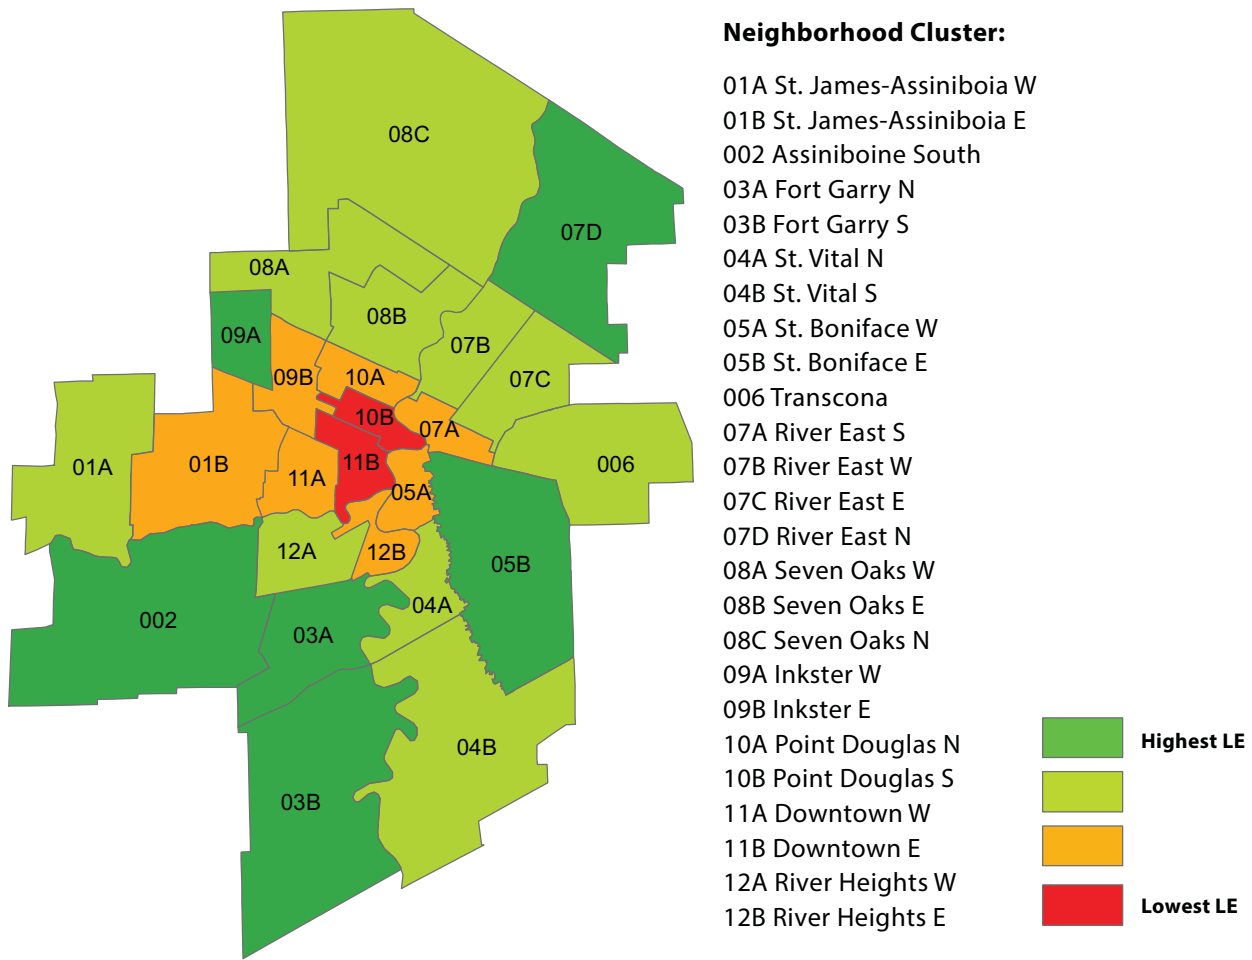 08C
07D
08A
08B
09A
07B
09B
10A
07C
10B
07A
01A
01B
11B
006
11A
05A
12A
12B
05B
04A
002
03A
04B
03B
Neighborhood Cluster:
01A St. James-Assiniboia W
01B St. James-Assiniboia E
002 Assiniboine South
03A Fort Garry N
03B Fort Garry S
04A St. Vital N
04B St. Vital S
05A St. Boniface W
05B St. Boniface E
006 Transcona
07A River East S
07B River East W
07C River East E
07D River East N
08A Seven Oaks W
08B Seven Oaks E
08C Seven Oaks N
09A Inkster W
09B Inkster E
10A Point Douglas N
10B Point Douglas S
11A Downtown W
11B Downtown E
12A River Heights W
12B River Heights E
Highest LE
Lowest LE